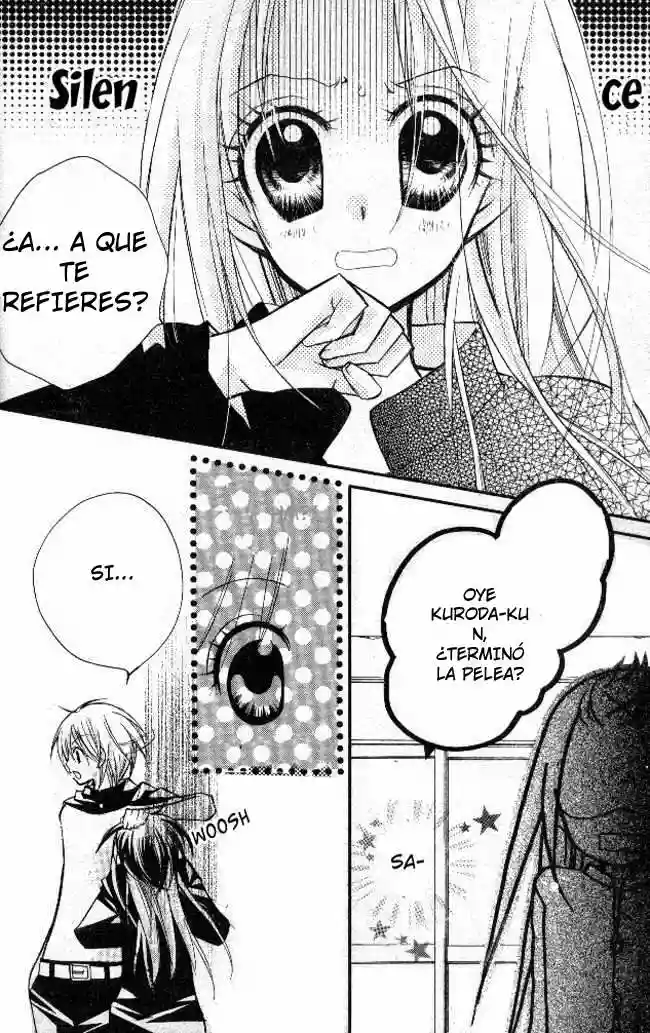 Silen ce
¿A... A QUE
TE
REFIERES?
OYE
KURODA-KU
N,
¿TERMINÓ
LA PELEA?
SA-
SI...
WOOSH